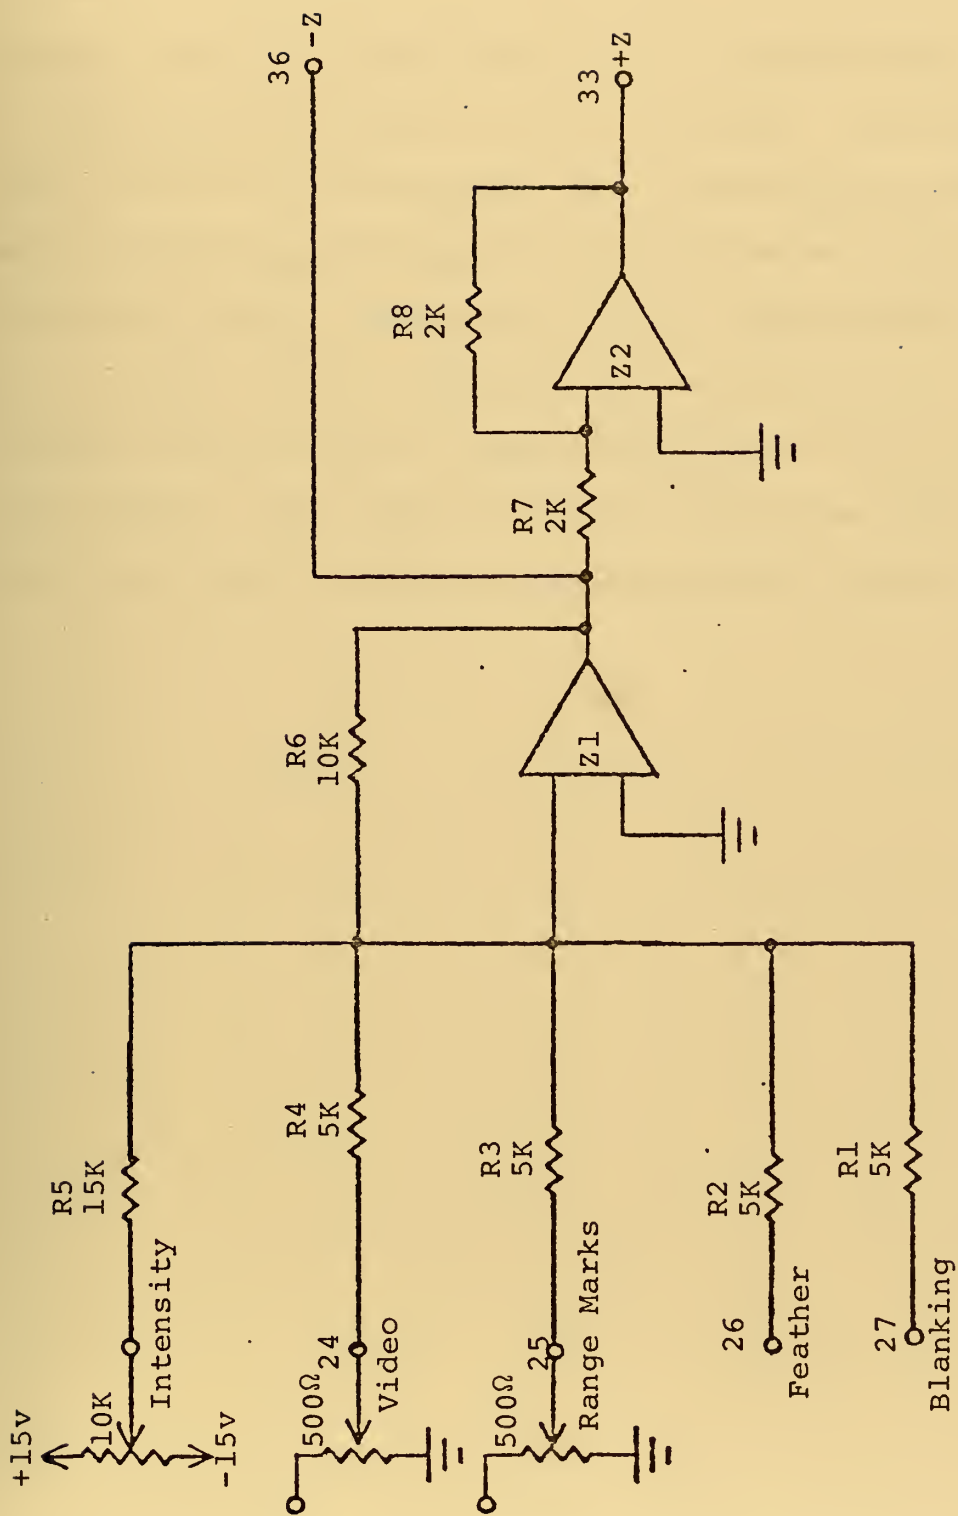 +15v
10K
-15v
Intensity
R5
15K
500Ω
24
Video
R4
5K
R6
10K
500Ω
25
Range Marks
R3
5K
Z1
26
Feather
R2
5K
27
Blanking
R1
5K
R7
2K
R8
2K
Z2
36
-Z
33
+Z